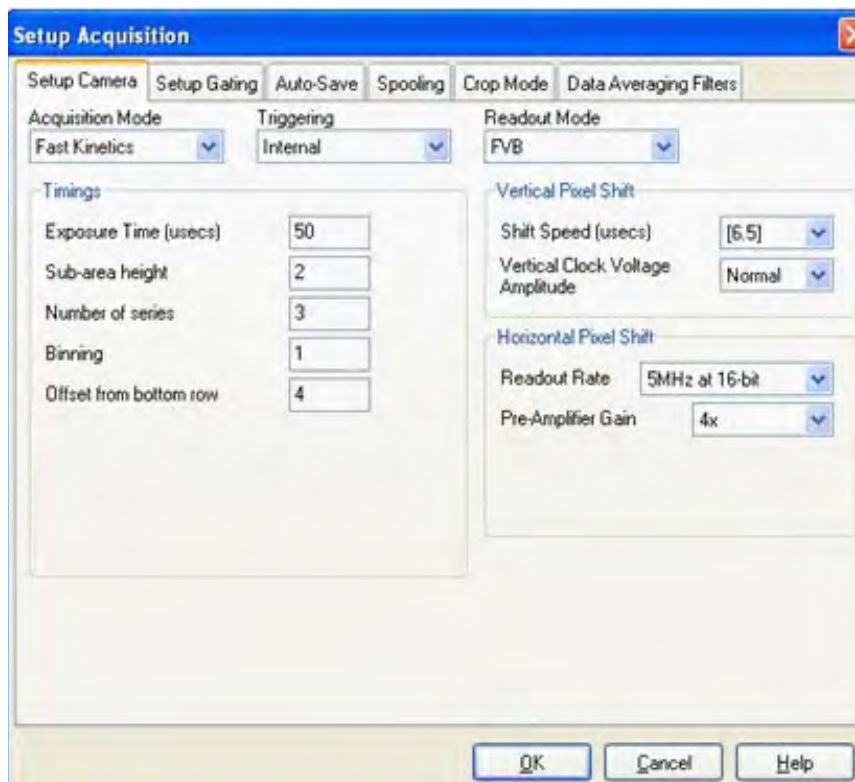 Setup Acquisition
Setup Camera Setup Gating Auto-Save Spooling Crop Mode Data Averaging Filters
Acquisition Mode Triggering Readout Mode
Fast Kinetics Internal FVB
Timings
Exposure Time (usecs) 50
Sub-area height 2
Number of series 3
Binning 1
Offset from bottom row 4
Vertical Pixel Shift
Shift Speed (usecs) [6.5]
Vertical Clock Voltage
Amplitude Normal
Horizontal Pixel Shift
Readout Rate 5MHz at 16-bit
Pre-Amplifier Gain 4x
OK Cancel Help